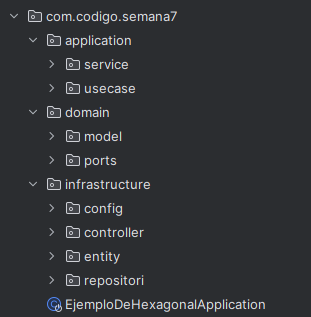 com.codigo.semana7
application
service
usecase
domain
model
ports
infrastructure
config
controller
entity
repositori
EjemploDeHexagonalApplication